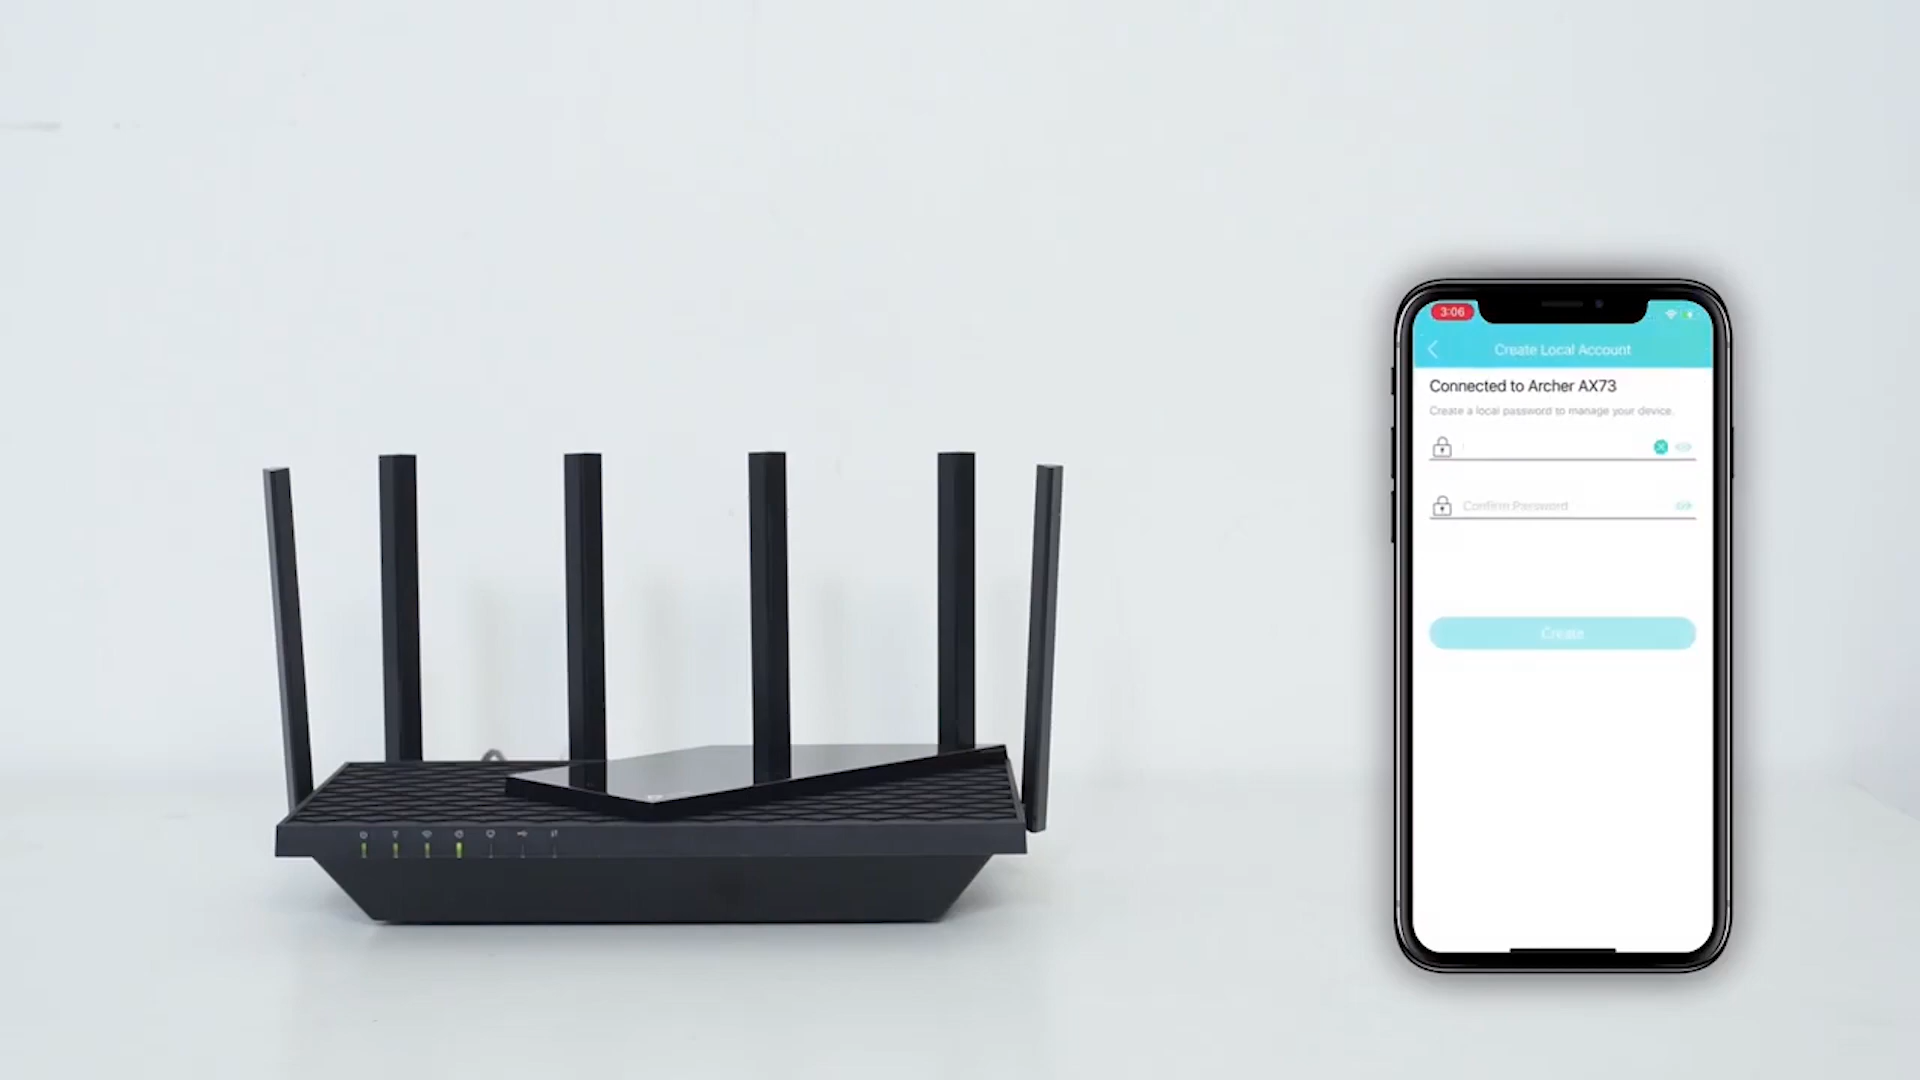 3:06
Create Local Account
Connected to Archer AX73
Create a local password to manage your device.
Confirm Password
Create